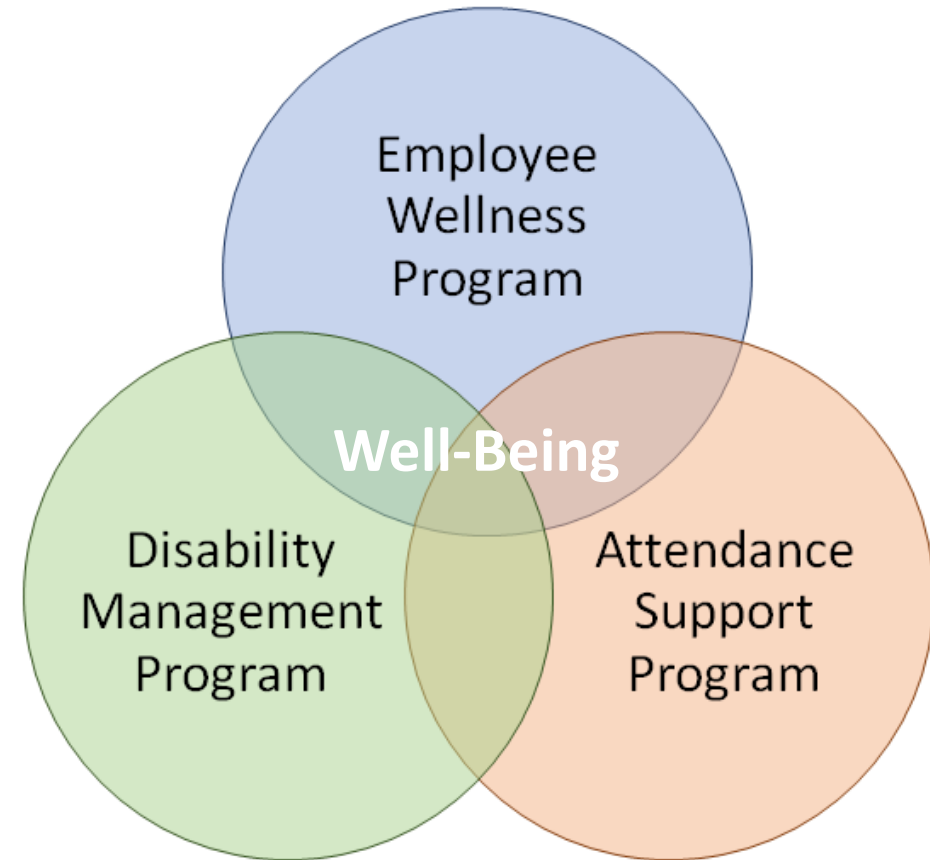 Employee
Wellness
Program
Well-Being
Disability
Management
Program
Attendance
Support
Program